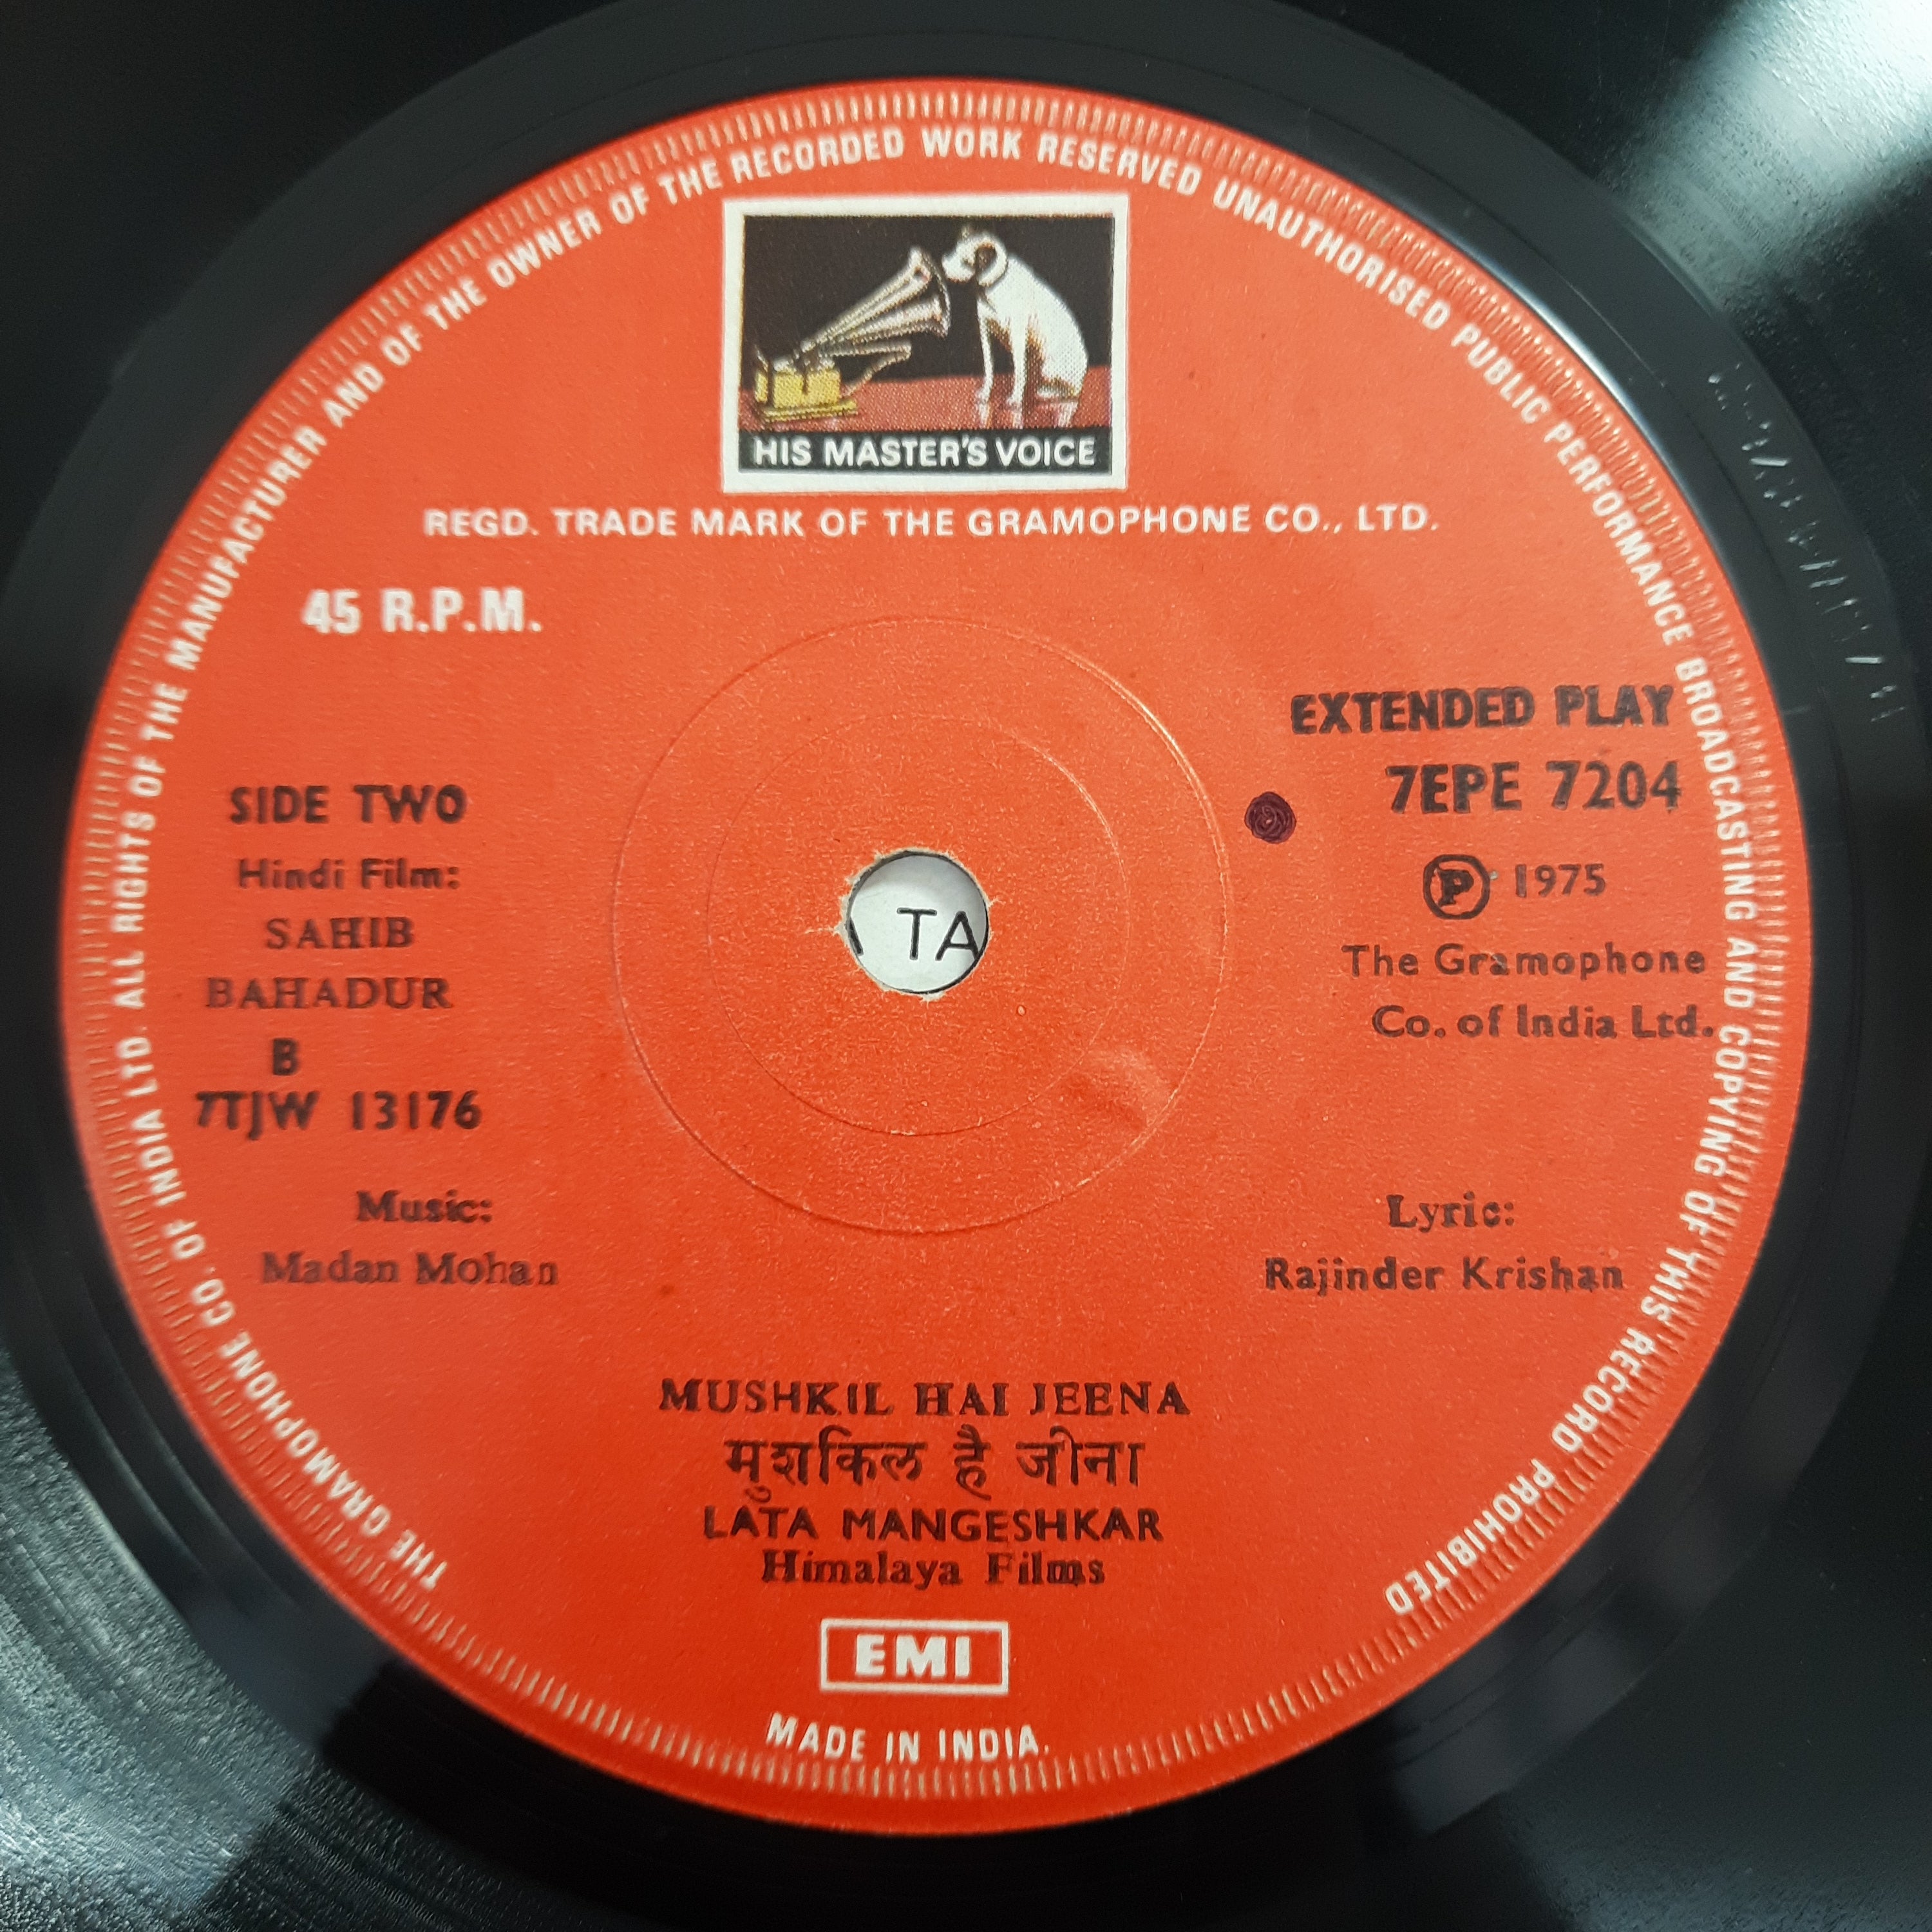 THE GRAMOPHONE CO. OF INDIA LTD. ALL RIGHTS OF THE MANUFACTURER AND OF THE OWNER OF THE RECORDED WORK RESERVED UNAUTHORISED PUBLIC PERFORMANCE BROADCASTING AND COPYING OF THIS RECORD PROHIBITED
HIS MASTER'S VOICE
REGD. TRADE MARK OF THE GRAMOPHONE CO., LTD.
45 R.P.M.
EXTENDED PLAY
7EPE 7204
Ⓟ 1975
The Gramophone
Co. of India Ltd.
SIDE TWO
Hindi Film:
SAHIB
BAHADUR
B
7TJW 13176
TA
Music:
Madan Mohan
Lyric:
Rajinder Krishan
MUSHKIL HAI JEENA
मुशकिल है जीना
LATA MANGESHKAR
Himalaya Films
EMI
MADE IN INDIA.